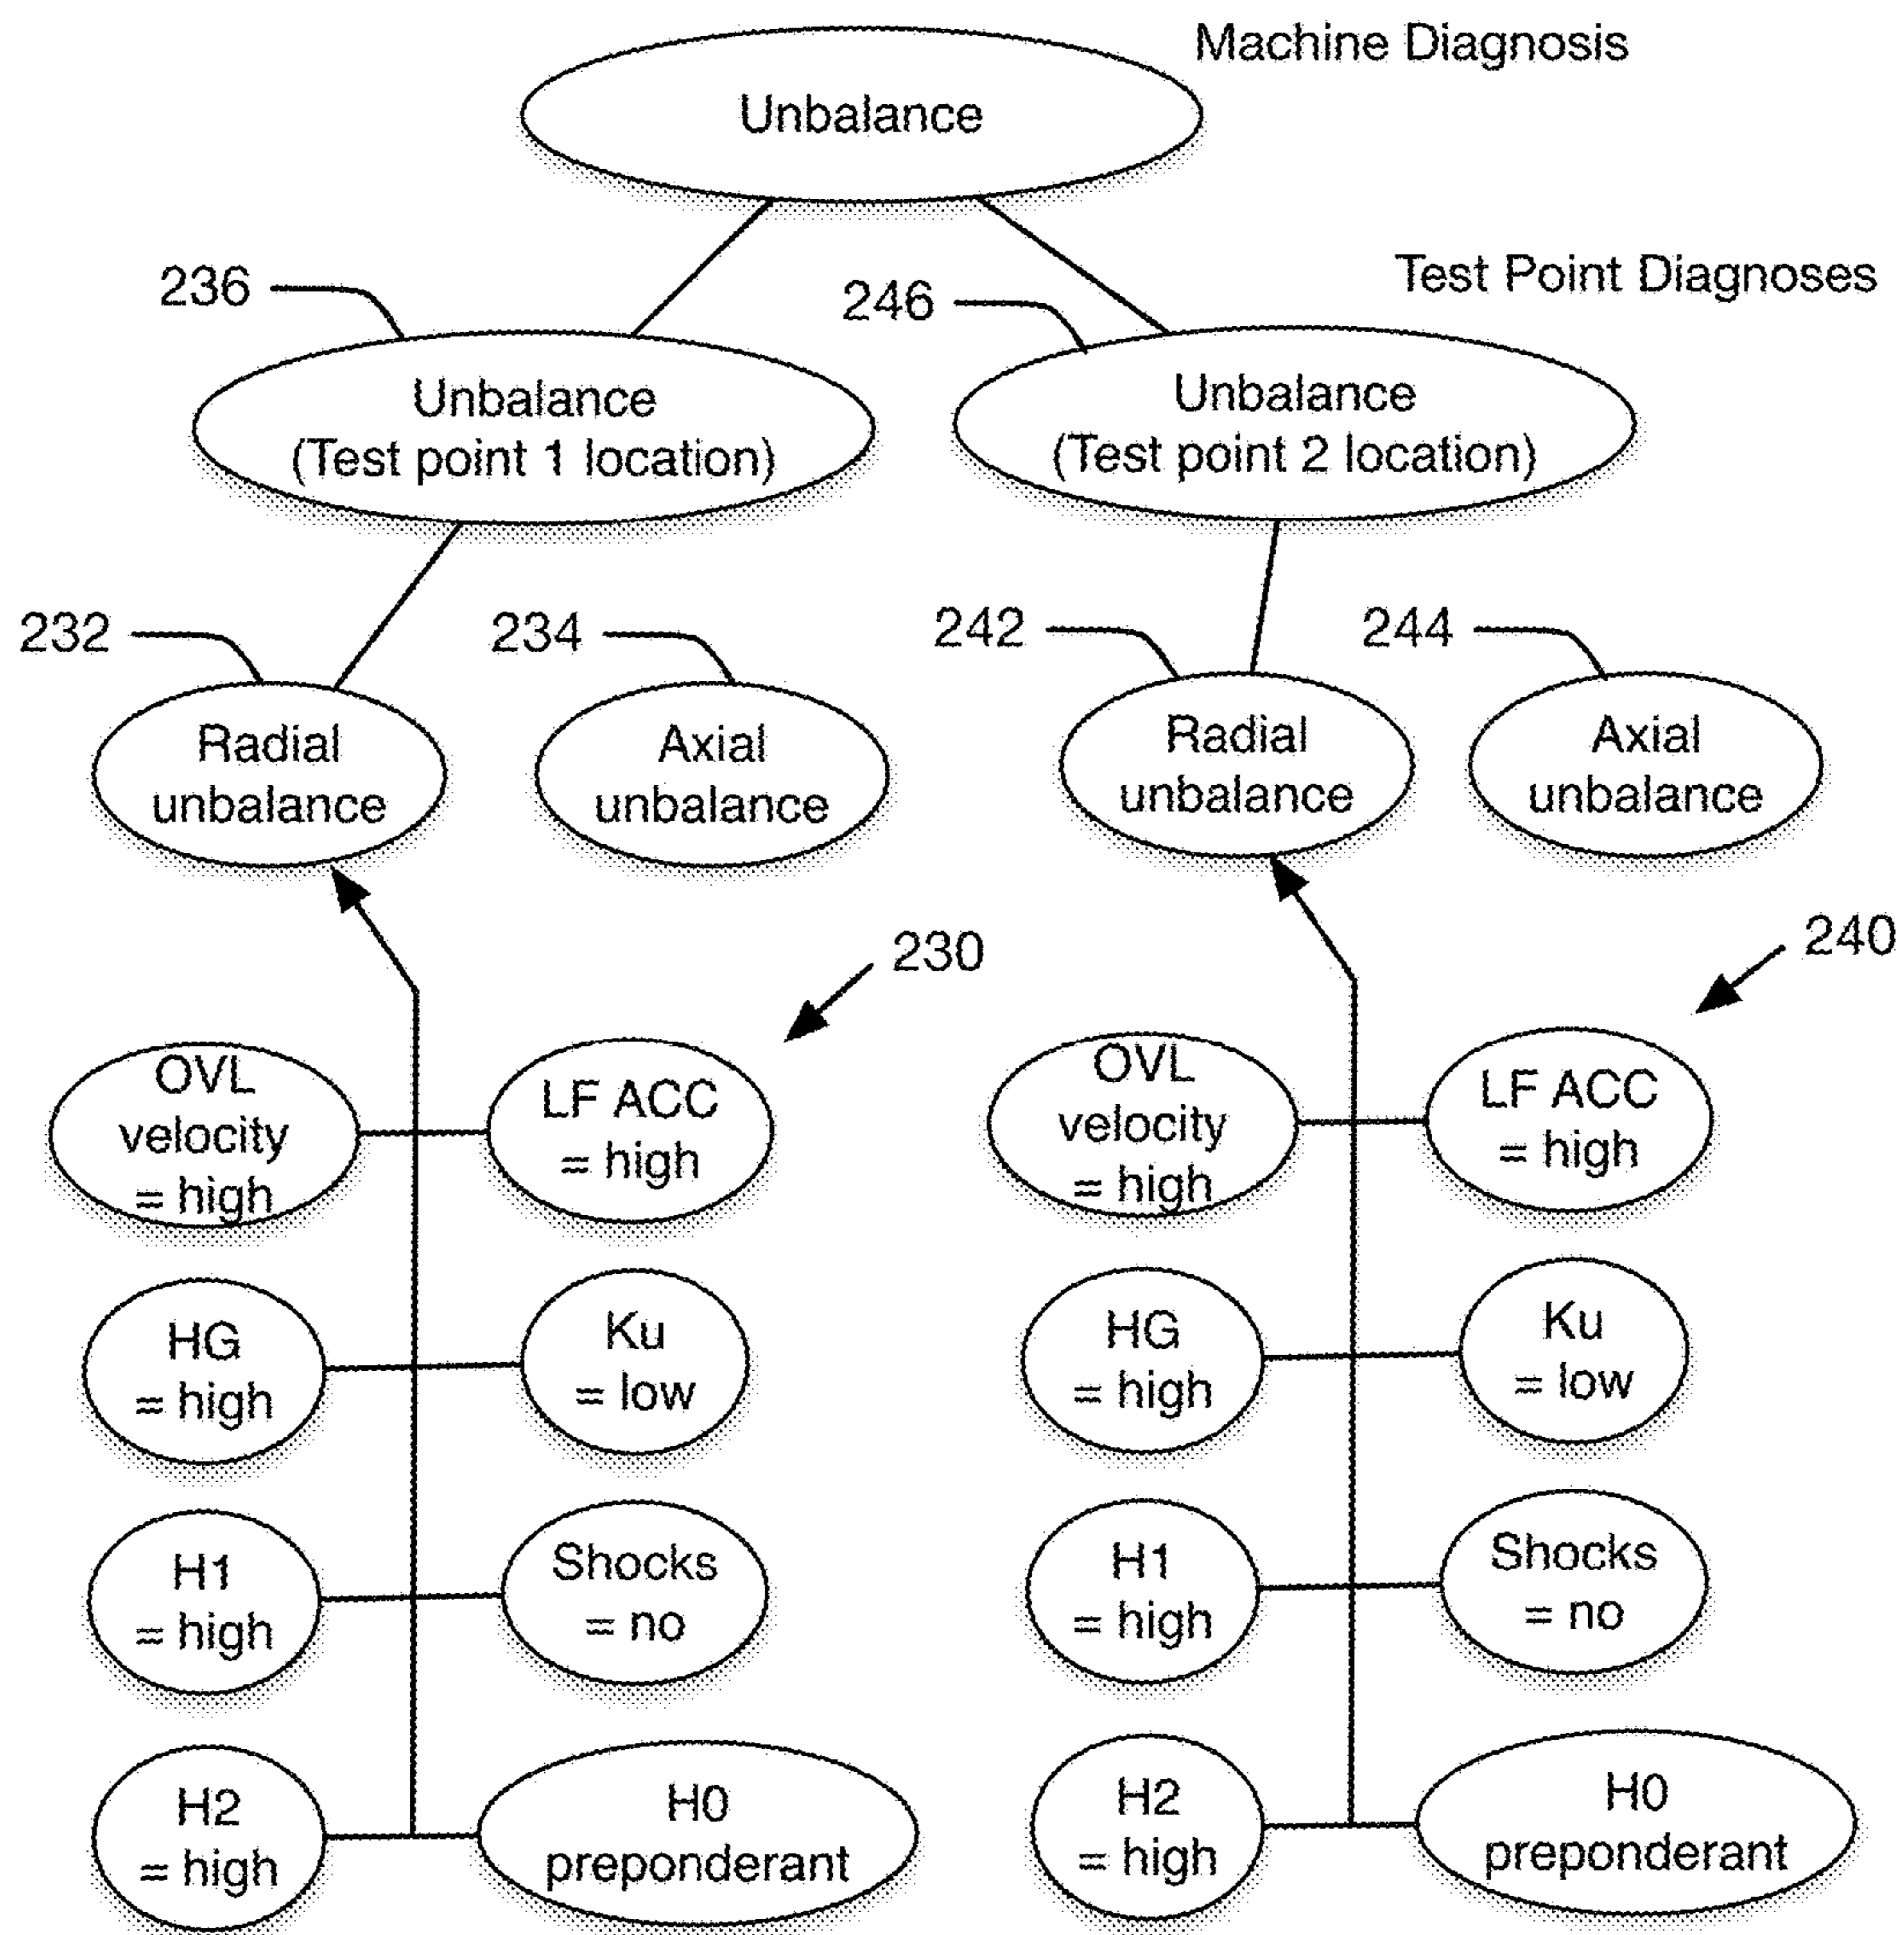 Machine Diagnosis
Unbalance
Test Point Diagnoses
236
246
Unbalance
(Test point 1 location)
Unbalance
(Test point 2 location)
232
234
242
244
Radial
unbalance
Axial
unbalance
Radial
unbalance
Axial
unbalance
230
240
OVL
velocity
= high
LF ACC
= high
OVL
velocity
= high
LF ACC
= high
HG
= high
Ku
= low
HG
= high
Ku
= low
H1
= high
Shocks
= no
H1
= high
Shocks
= no
H2
= high
H0
preponderant
H2
= high
H0
preponderant